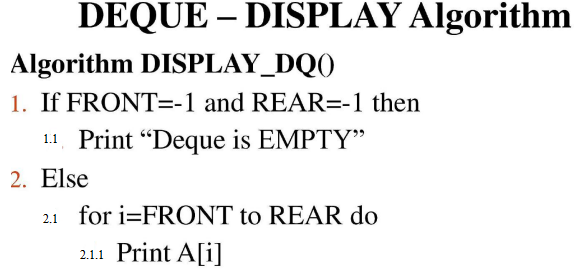 DEQUE – DISPLAY Algorithm
Algorithm DISPLAY_DQ()
1. If FRONT=-1 and REAR=-1 then
1.1 Print “Deque is EMPTY”
2. Else
2.1 for i=FRONT to REAR do
2.1.1 Print A[i]